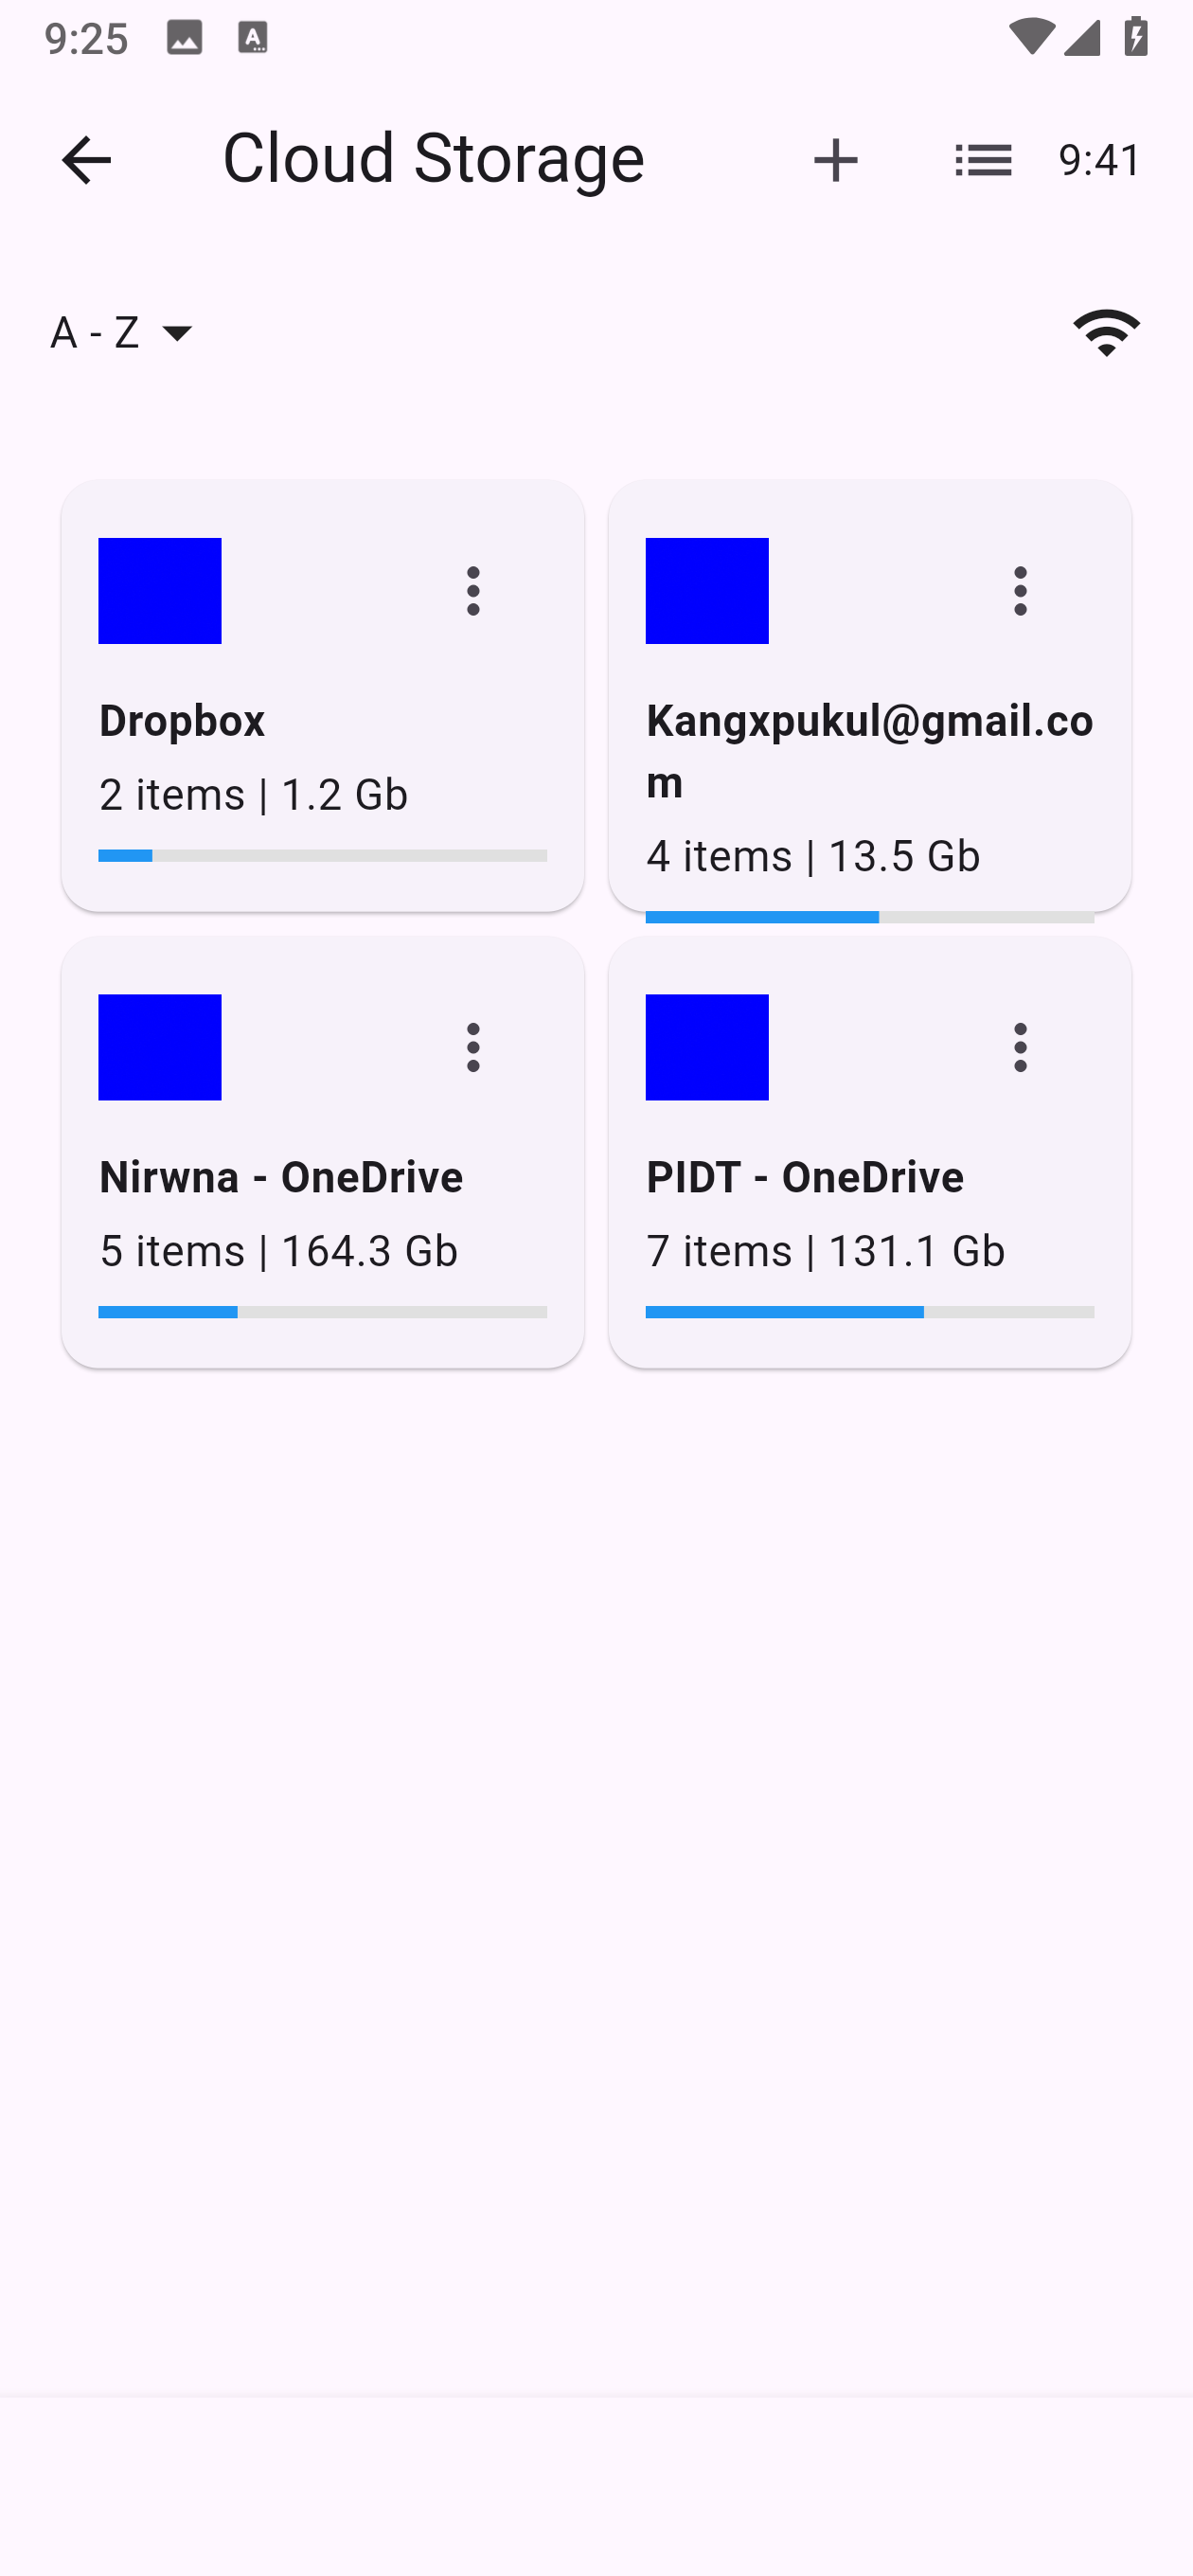 9:25
Cloud Storage
9:41
A - Z
Dropbox
2 items | 1.2 Gb
Kangxpukul@gmail.co
m
4 items | 13.5 Gb
Nirwna - OneDrive
5 items | 164.3 Gb
PIDT - OneDrive
7 items | 131.1 Gb